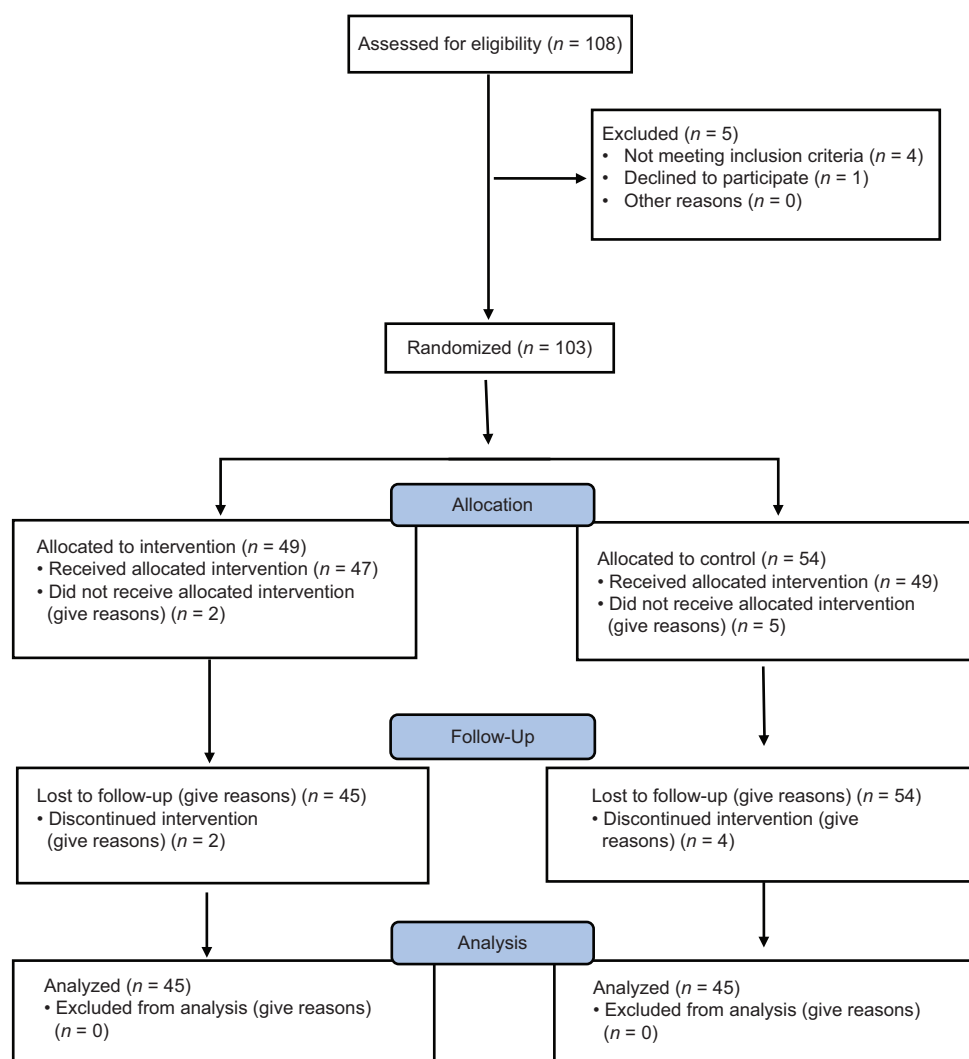 Assessed for eligibility (n = 108)
Excluded (n = 5)
• Not meeting inclusion criteria (n = 4)
• Declined to participate (n = 1)
• Other reasons (n = 0)
Randomized (n = 103)
Allocation
Allocated to intervention (n = 49)
• Received allocated intervention (n = 47)
• Did not receive allocated intervention
(give reasons) (n = 2)
Allocated to control (n = 54)
• Received allocated intervention (n = 49)
• Did not receive allocated intervention
(give reasons) (n = 5)
Follow-Up
Lost to follow-up (give reasons) (n = 45)
• Discontinued intervention
(give reasons) (n = 2)
Lost to follow-up (give reasons) (n = 54)
• Discontinued intervention (give
reasons) (n = 4)
Analysis
Analyzed (n = 45)
• Excluded from analysis (give reasons)
(n = 0)
Analyzed (n = 45)
• Excluded from analysis (give reasons)
(n = 0)